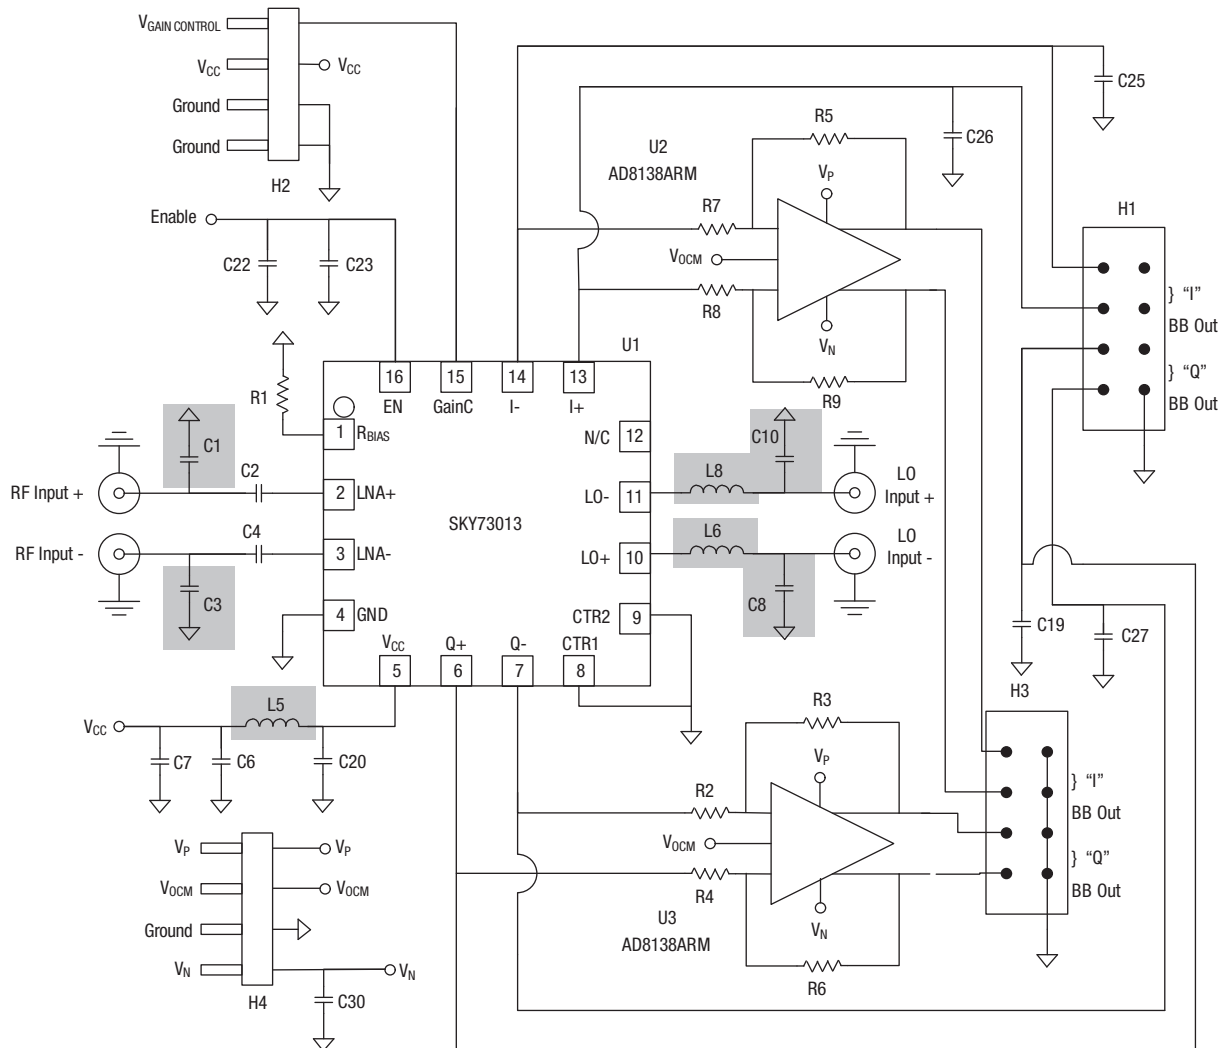 VGAIN CONTROL
VCC
VCC
Ground
Ground
H2
C25
C26
R5
U2
AD8138ARM
VP
R7
VOCM
R8
VN
R9
H1
} “I”
BB Out
} “Q”
BB Out
Enable
C22
C23
U1
R1
16
15
14
13
EN
GainC
I-
I+
1
RBIAS
N/C
12
C1
C2
C10
L8
RF Input +
2
LNA+
LO-
11
LO
Input +
SKY73013
C4
L6
RF Input -
3
LNA-
LO+
10
LO
Input -
C3
C8
4
GND
CTR2
9
VCC
Q+
Q-
CTR1
5
6
7
8
C19
C27
H3
L5
VCC
C7
C6
C20
R3
VP
R2
VOCM
R4
VN
U3
AD8138ARM
R6
} “I”
BB Out
} “Q”
BB Out
VP
VP
VOCM
VOCM
Ground
VN
VN
H4
C30